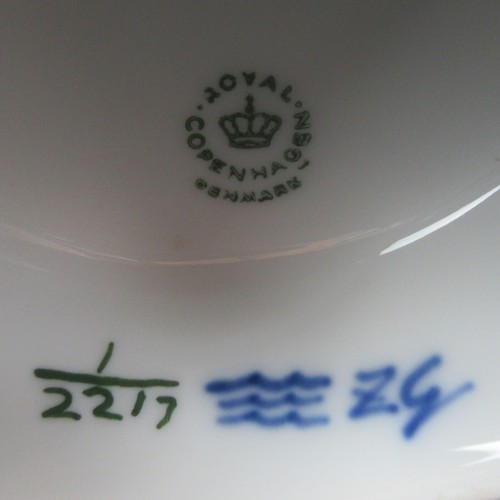 ROYAL
COPENHAGEN
DENMARK
1
2217
ZG